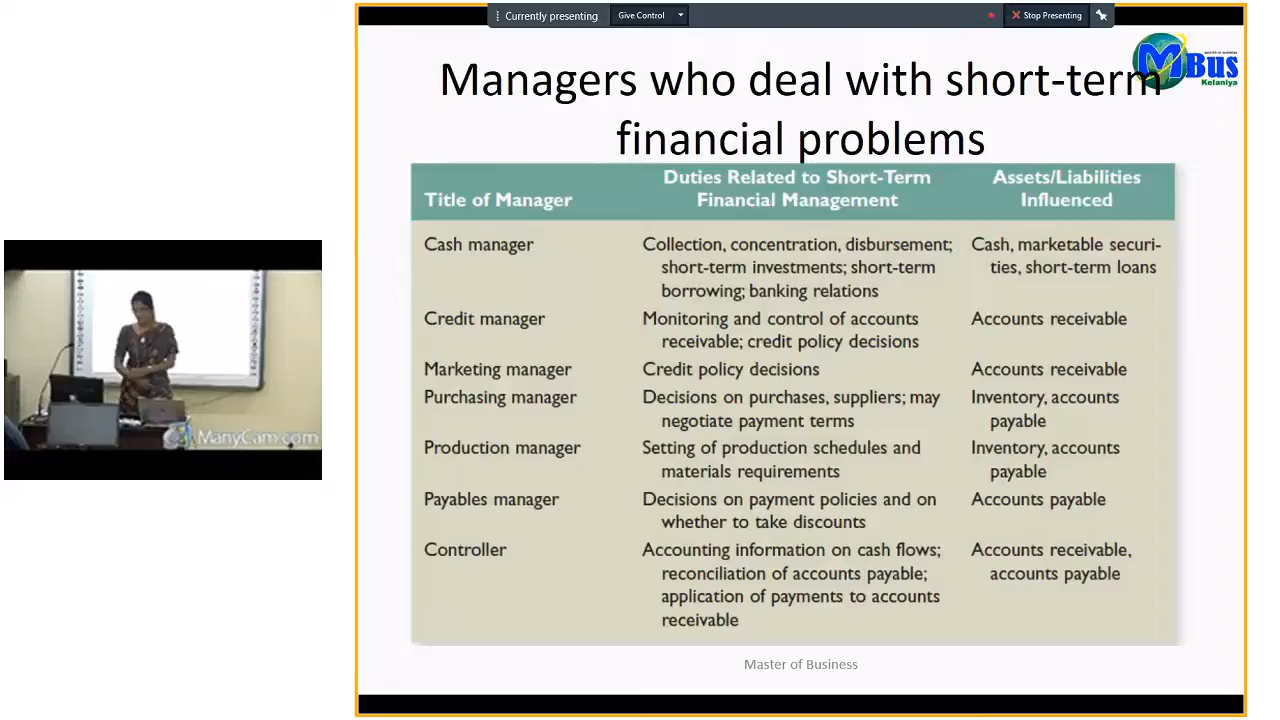 Currently presenting
Give Control
Stop Presenting
MASTER OF BUSINESS
MBus
Kelaniya
Managers who deal with short-term
financial problems
Title of Manager
Duties Related to Short-Term
Financial Management
Assets/Liabilities
Influenced
Cash manager
Collection, concentration, disbursement;
short-term investments; short-term
borrowing; banking relations
Cash, marketable securi-
ties, short-term loans
Credit manager
Monitoring and control of accounts
receivable; credit policy decisions
Accounts receivable
Marketing manager
Credit policy decisions
Accounts receivable
Purchasing manager
Decisions on purchases, suppliers; may
negotiate payment terms
Inventory, accounts
payable
Production manager
Setting of production schedules and
materials requirements
Inventory, accounts
payable
Payables manager
Decisions on payment policies and on
whether to take discounts
Accounts payable
Controller
Accounting information on cash flows;
reconciliation of accounts payable;
application of payments to accounts
receivable
Accounts receivable,
accounts payable
Master of Business
ManyCam.com